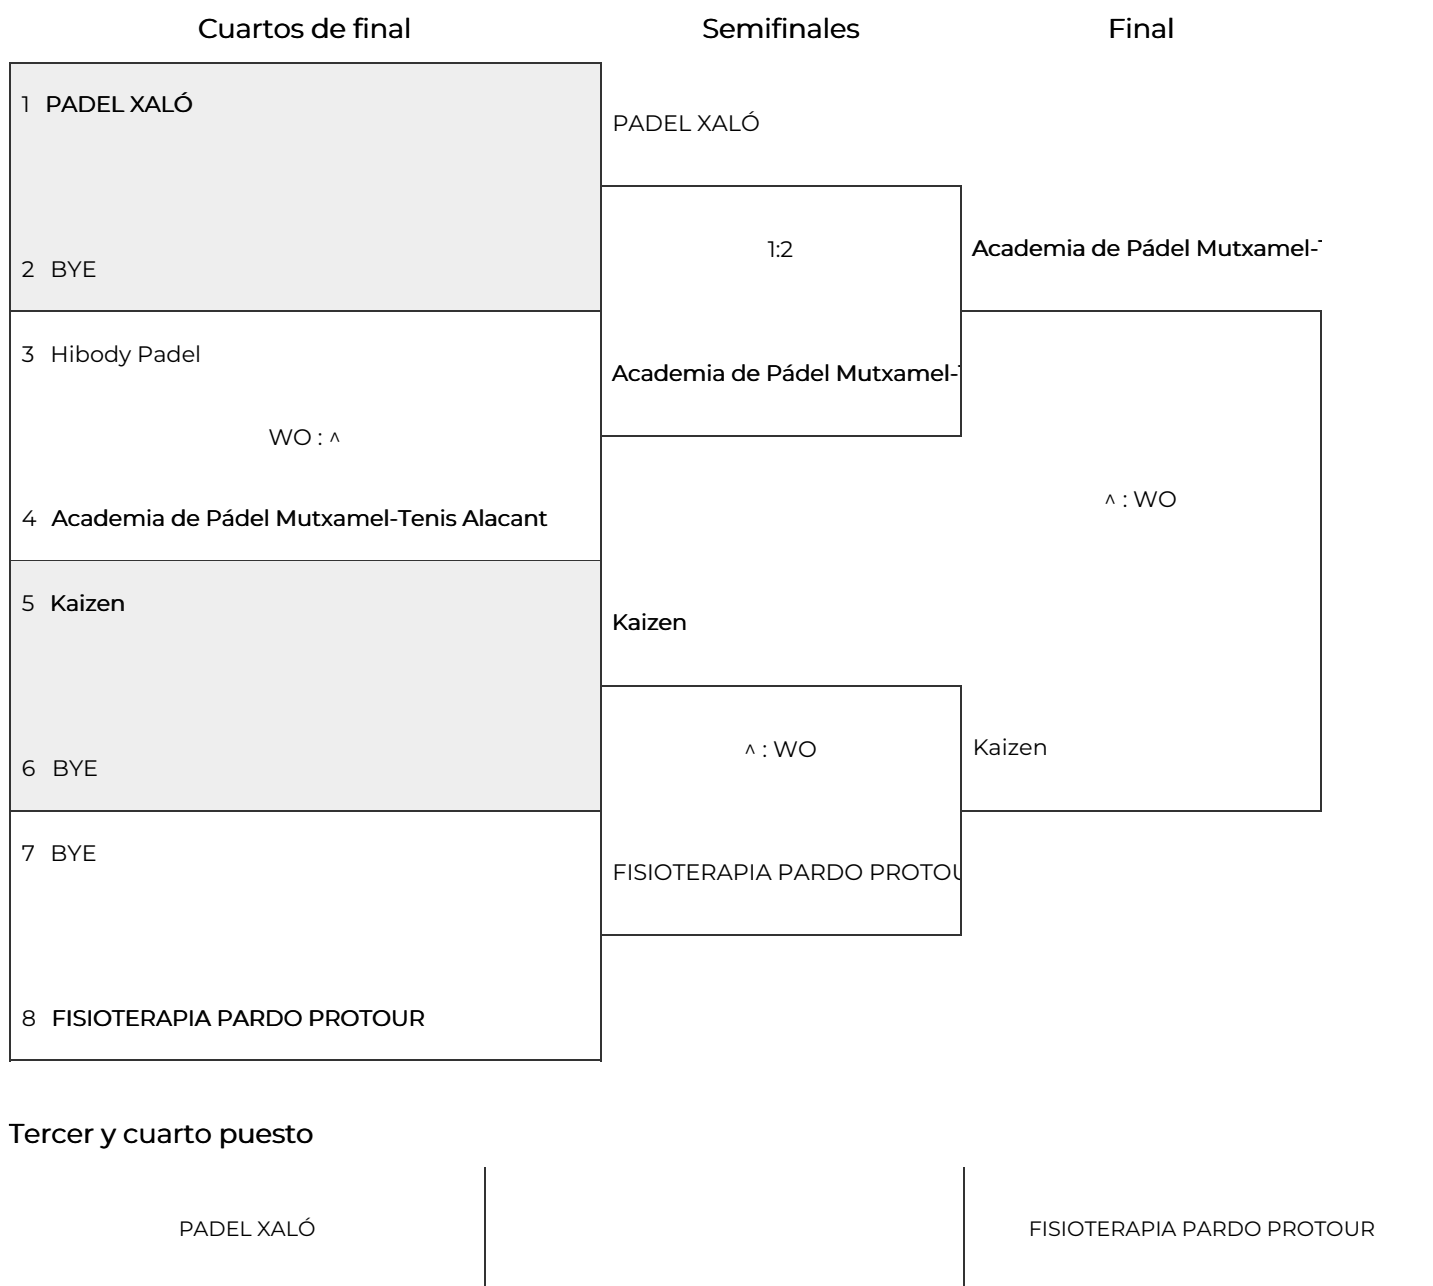 Cuartos de final
Semifinales
Final
1 PADEL XALÓ
2 BYE
3 Hibody Padel
WO : ^
4 Academia de Pádel Mutxamel-Tenis Alacant
5 Kaizen
6 BYE
7 BYE
8 FISIOTERAPIA PARDO PROTOUR
PADEL XALÓ
1:2
Academia de Pádel Mutxamel-
Kaizen
^ : WO
FISIOTERAPIA PARDO PROTOU
Academia de Pádel Mutxamel-
^ : WO
Kaizen
Tercer y cuarto puesto
PADEL XALÓ
FISIOTERAPIA PARDO PROTOUR